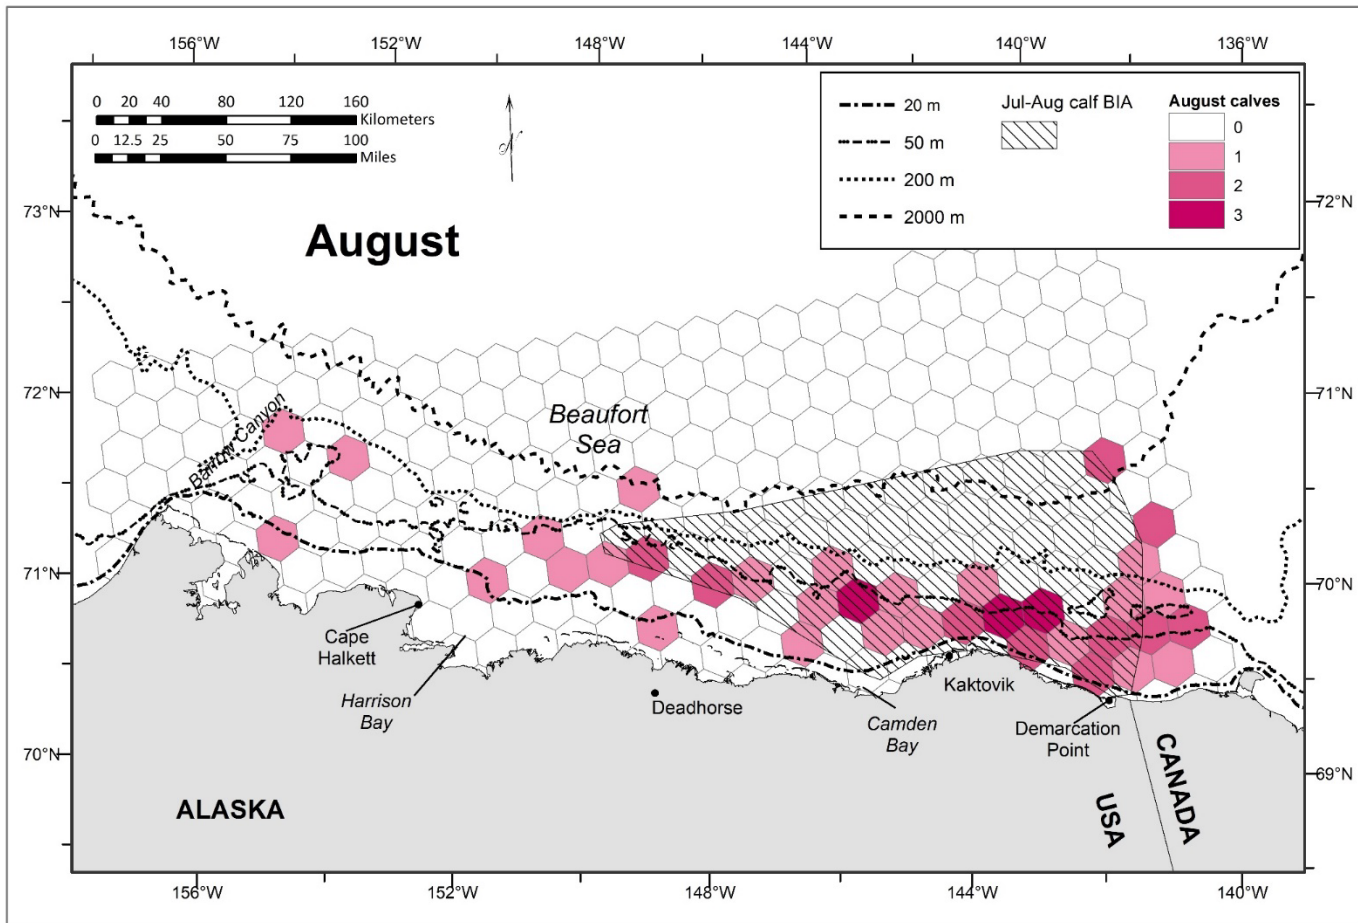 156°W 152°W 148°W 144°W 140°W 136°W
0 20 40 80 120 160
Kilometers
0 12.5 25 50 75 100
Miles
N
20 m
50 m
200 m
2000 m
Jul-Aug calf BIA
August calves
0
1
2
3
73°N
72°N
August
72°N
71°N
Beaufort
Sea
Barrow Canyon
71°N
70°N
Cape
Halkett
Harrison
Bay
Deadhorse
Camden
Bay
Kaktovik
Demarcation
Point
70°N
69°N
ALASKA
USA
CANADA
156°W 152°W 148°W 144°W 140°W